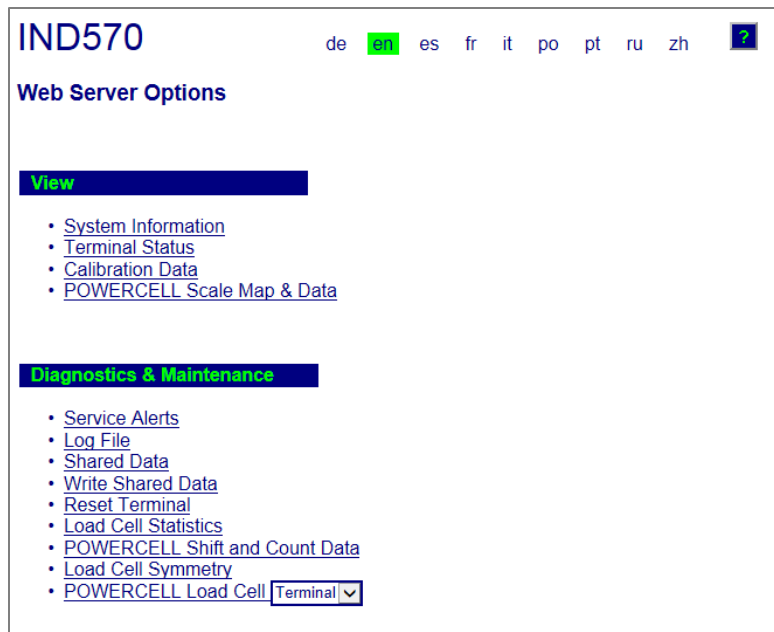 IND570 de en es fr it po pt ru zh ?
Web Server Options
View
• System Information
• Terminal Status
• Calibration Data
• POWERCELL Scale Map & Data
Diagnostics & Maintenance
• Service Alerts
• Log File
• Shared Data
• Write Shared Data
• Reset Terminal
• Load Cell Statistics
• POWERCELL Shift and Count Data
• Load Cell Symmetry
• POWERCELL Load Cell Terminal